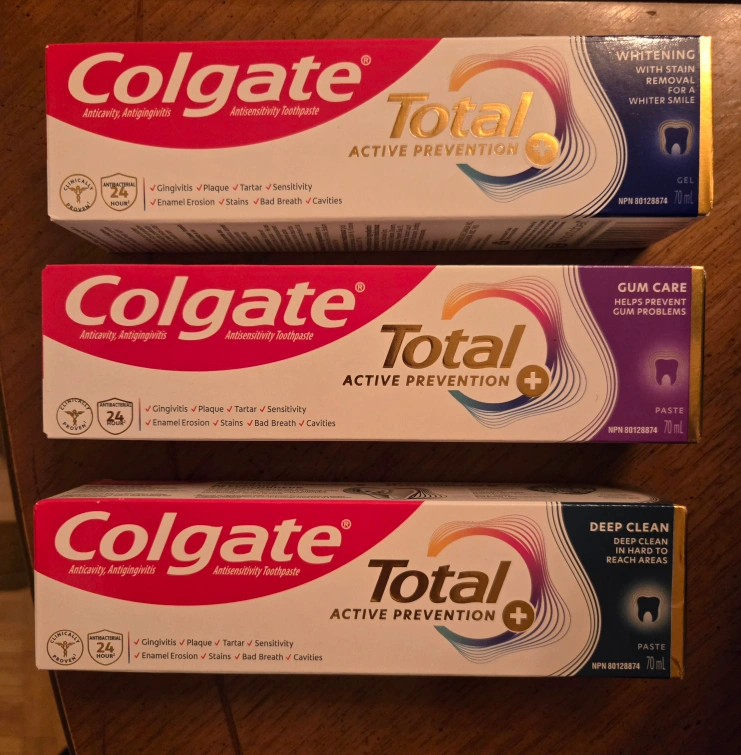 Colgate®
Anticavity, Antigingivitis Antisensitivity Toothpaste
Total
ACTIVE PREVENTION
CLINICALLY PROVEN
ANTIBACTERIAL
24
HOUR
✓Gingivitis ✓Plaque ✓Tartar ✓Sensitivity
✓Enamel Erosion ✓Stains ✓Bad Breath ✓Cavities
WHITENING
WITH STAIN
REMOVAL
FOR A
WHITER SMILE
GEL
NPN 80128874 70 mL
Colgate®
Anticavity, Antigingivitis Antisensitivity Toothpaste
Total
ACTIVE PREVENTION
CLINICALLY PROVEN
ANTIBACTERIAL
24
HOUR
✓Gingivitis ✓Plaque ✓Tartar ✓Sensitivity
✓Enamel Erosion ✓Stains ✓Bad Breath ✓Cavities
GUM CARE
HELPS PREVENT
GUM PROBLEMS
PASTE
NPN 80128874 70 mL
Colgate®
Anticavity, Antigingivitis Antisensitivity Toothpaste
Total
ACTIVE PREVENTION
CLINICALLY PROVEN
ANTIBACTERIAL
24
HOUR
✓Gingivitis ✓Plaque ✓Tartar ✓Sensitivity
✓Enamel Erosion ✓Stains ✓Bad Breath ✓Cavities
DEEP CLEAN
DEEP CLEAN
IN HARD TO
REACH AREAS
PASTE
NPN 80128874 70 mL